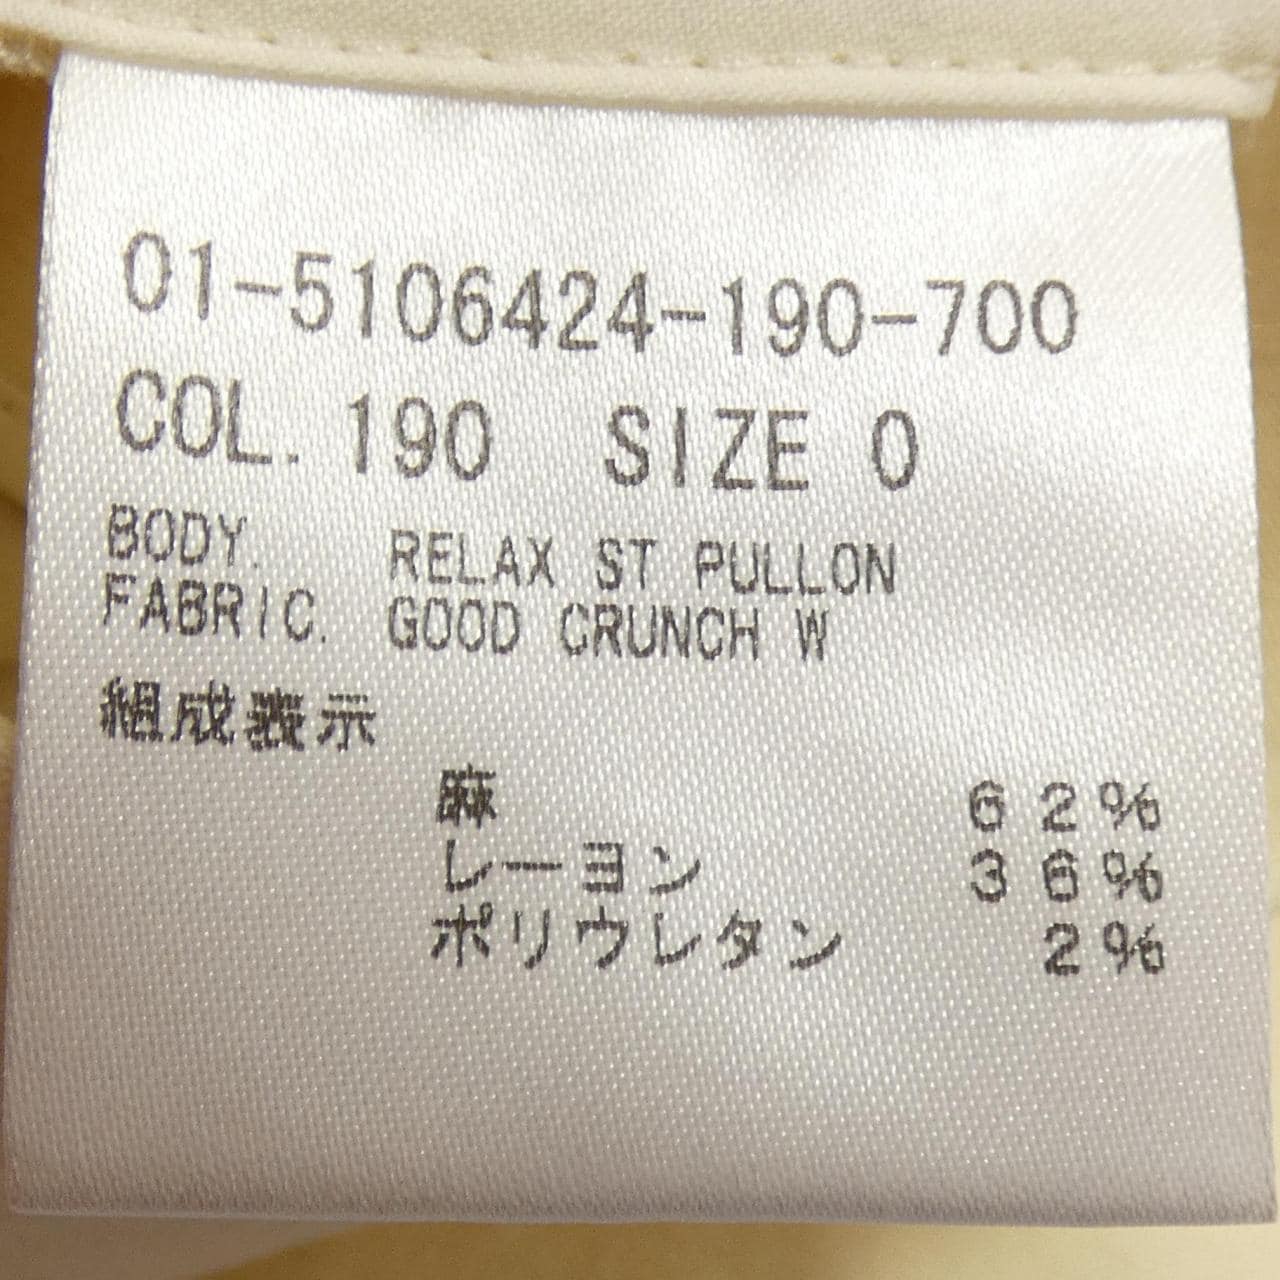 01-5106424-190-700
COL. 190 SIZE 0
BODY. RELAX ST PULLON
FABRIC. GOOD CRUNCH W
組成表示
麻 62%
レーヨン 36%
ポリウレタン 2%